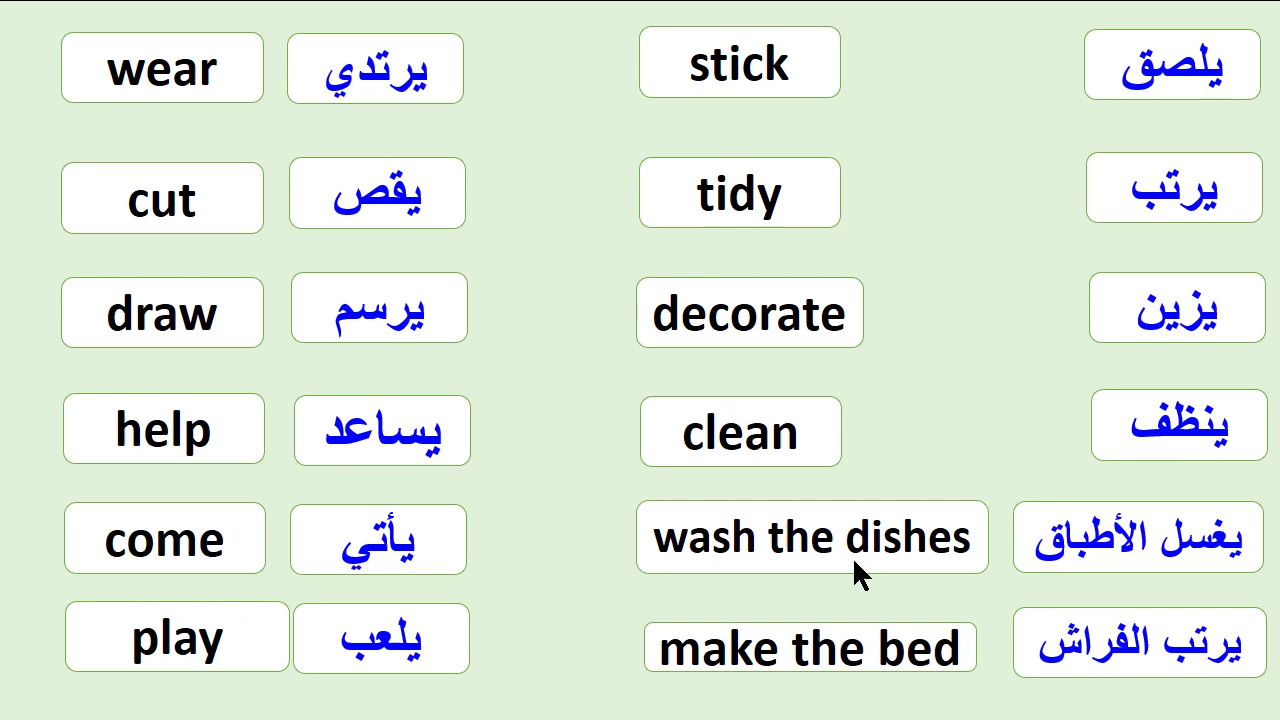 wear يرتدي stick يلصق
cut يقص tidy يرتب
draw يرسم decorate يزين
help يساعد clean ينظف
come يأتي wash the dishes يغسل الأطباق
play يلعب make the bed يرتب الفراش